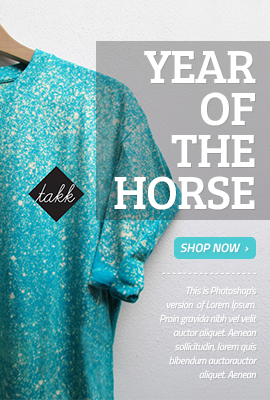 YEAR
OF
THE
HORSE
takk
SHOP NOW ›
This is Photoshop's
version of Lorem Ipsum.
Proin gravida nibh vel velit
auctor aliquet. Aenean
sollicitudin, lorem quis
bibendum auctorauctor
aliquet. Aenean